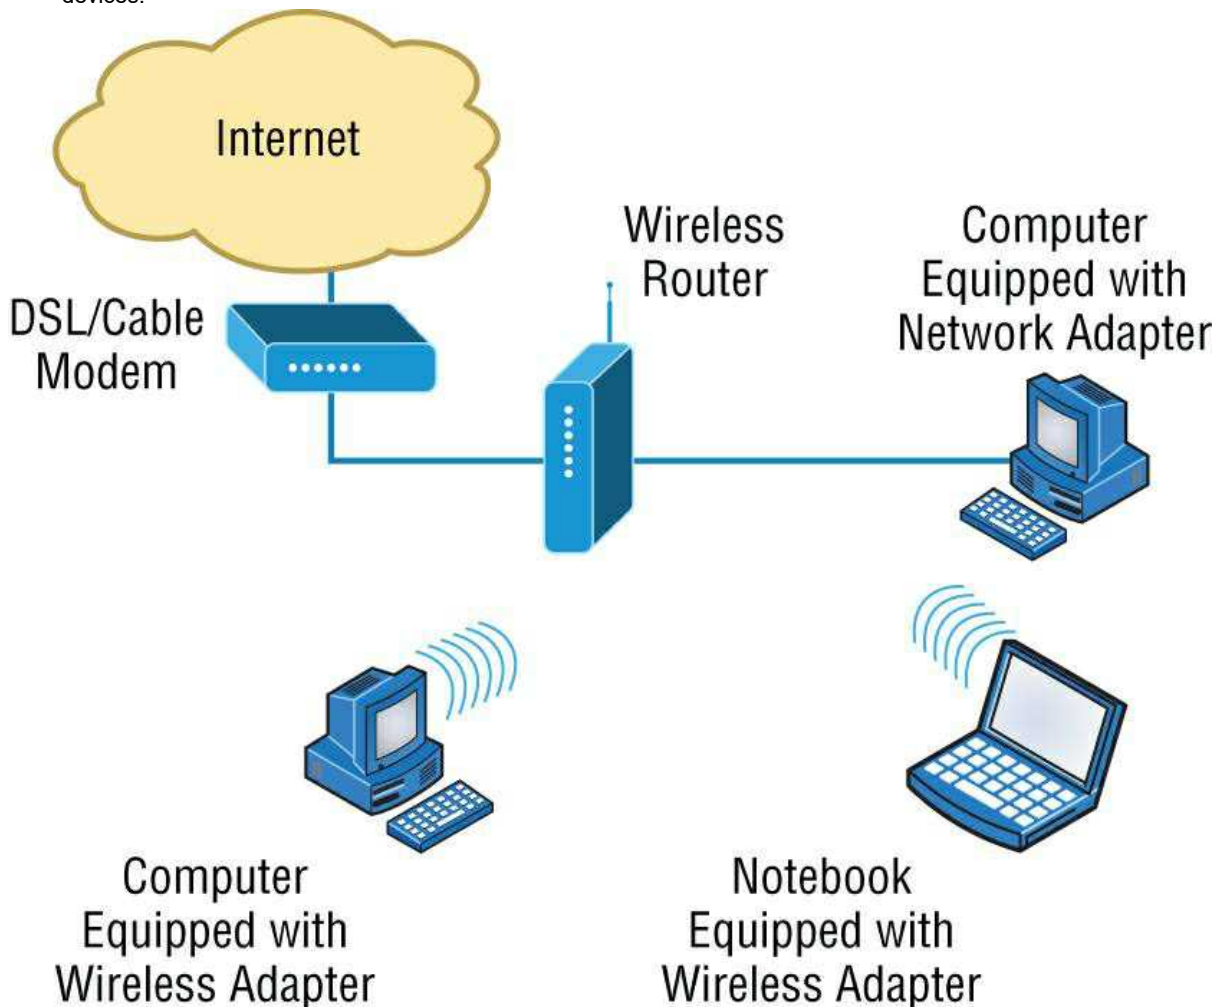 devices.
Internet
DSL/Cable
Modem
Wireless
Router
Computer
Equipped with
Network Adapter
Computer
Equipped with
Wireless Adapter
Notebook
Equipped with
Wireless Adapter